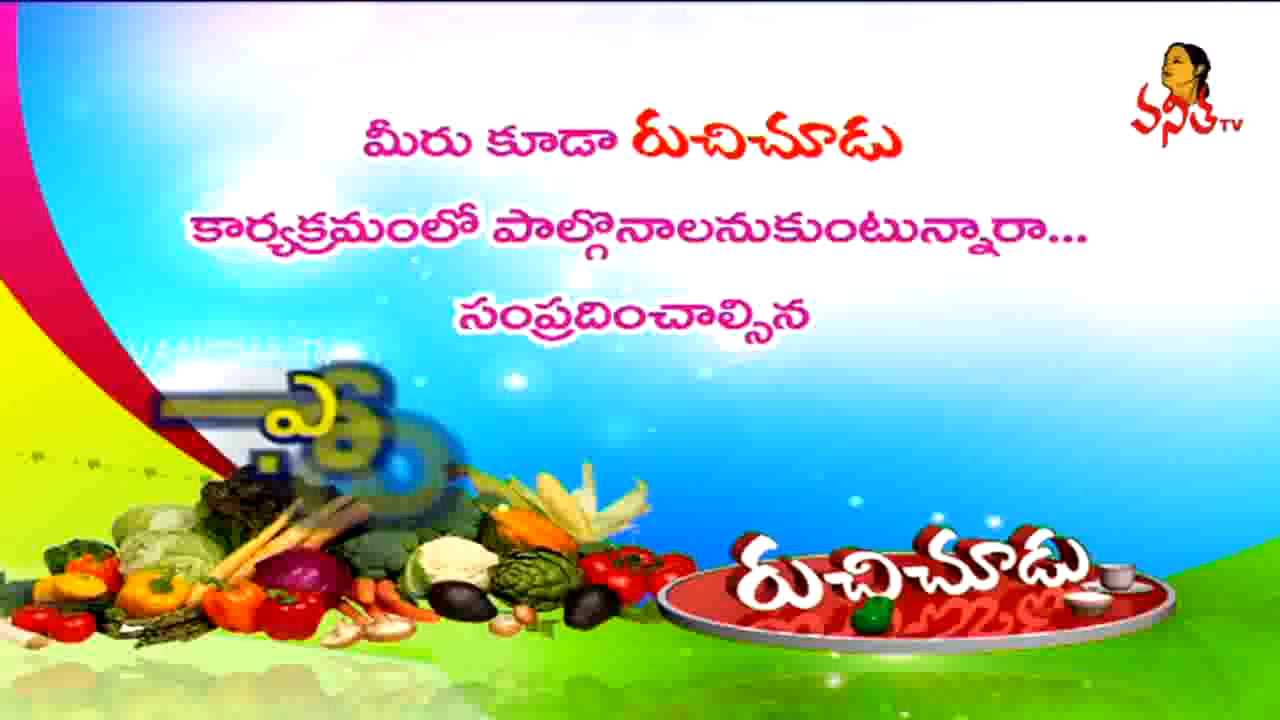 వనిత TV
మీరు కూడా రుచిచూడు
కార్యక్రమంలో పాల్గొనాలనుకుంటున్నారా...
సంప్రదించాల్సిన
రుచిచూడు